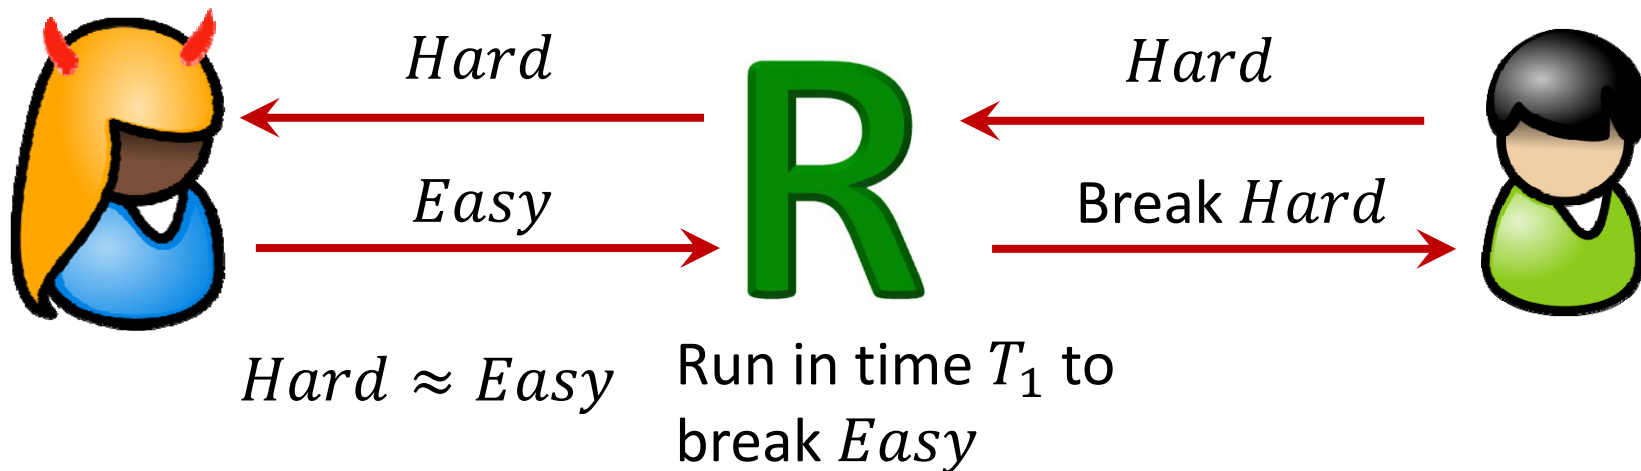 Hard
Hard
R
Easy
Break Hard
Hard ≈ Easy
Run in time T₁ to
break Easy